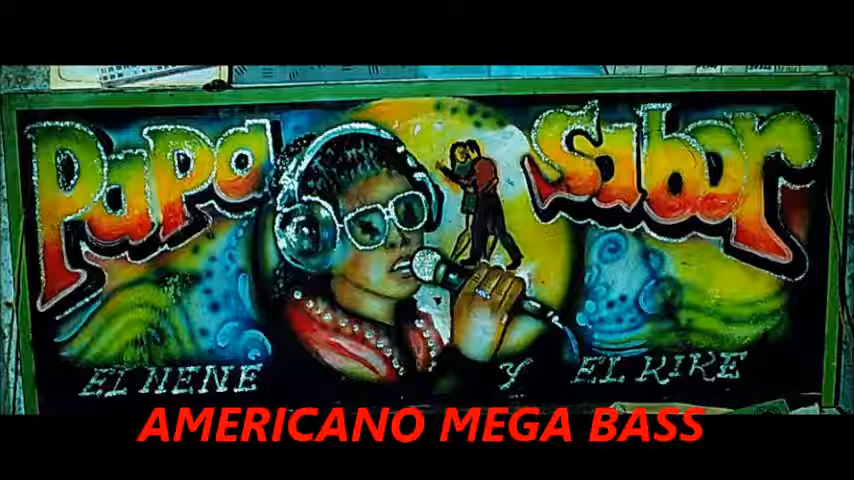 Papa Sabor
EL NENE Y EL KIKE
AMERICANO MEGA BASS